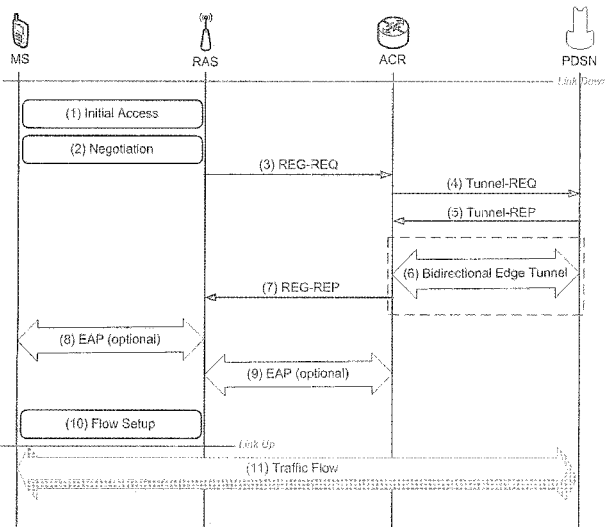 MS
RAS
ACR
PDSN
Link Down
(1) Initial Access
(2) Negotiation
(3) REG-REQ
(4) Tunnel-REQ
(5) Tunnel-REP
(6) Bidirectional Edge Tunnel
(7) REG-REP
(8) EAP (optional)
(9) EAP (optional)
(10) Flow Setup
Link Up
(11) Traffic Flow